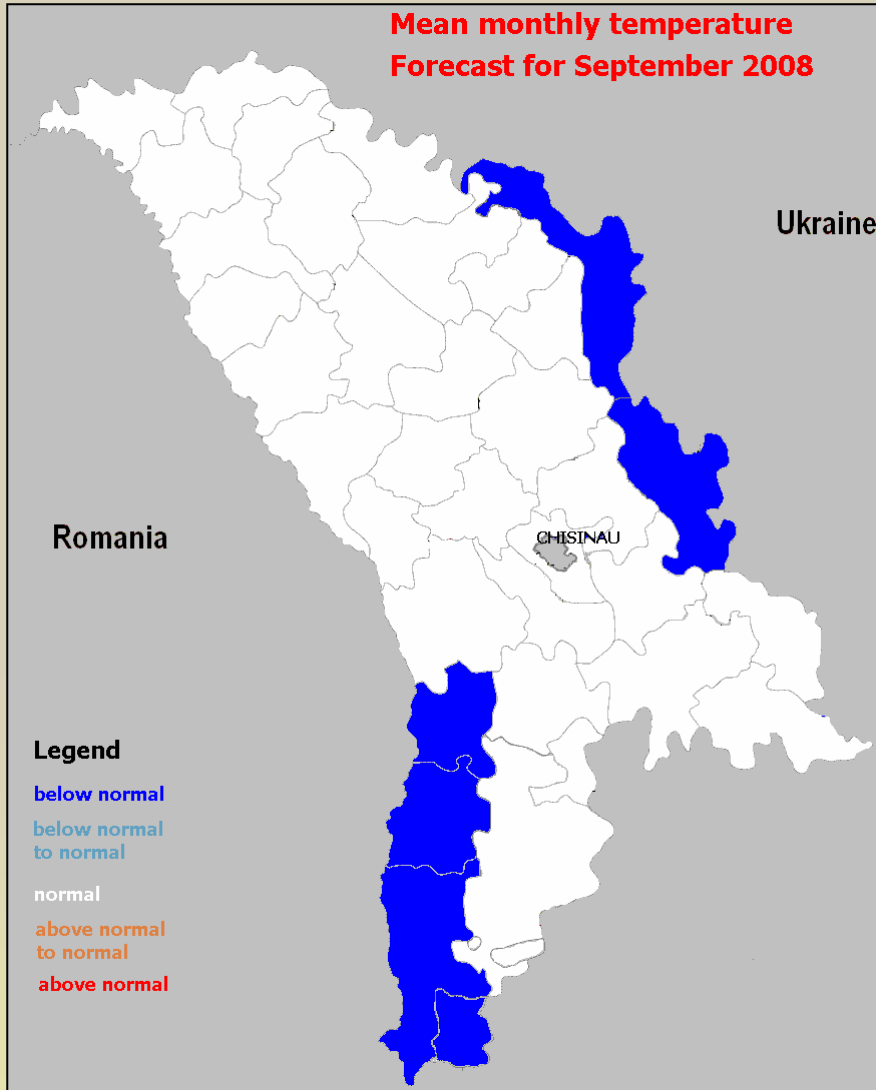 Mean monthly temperature
Forecast for September 2008
Ukraine
CHISINAU
Romania
Legend
below normal
below normal
to normal
normal
above normal
to normal
above normal